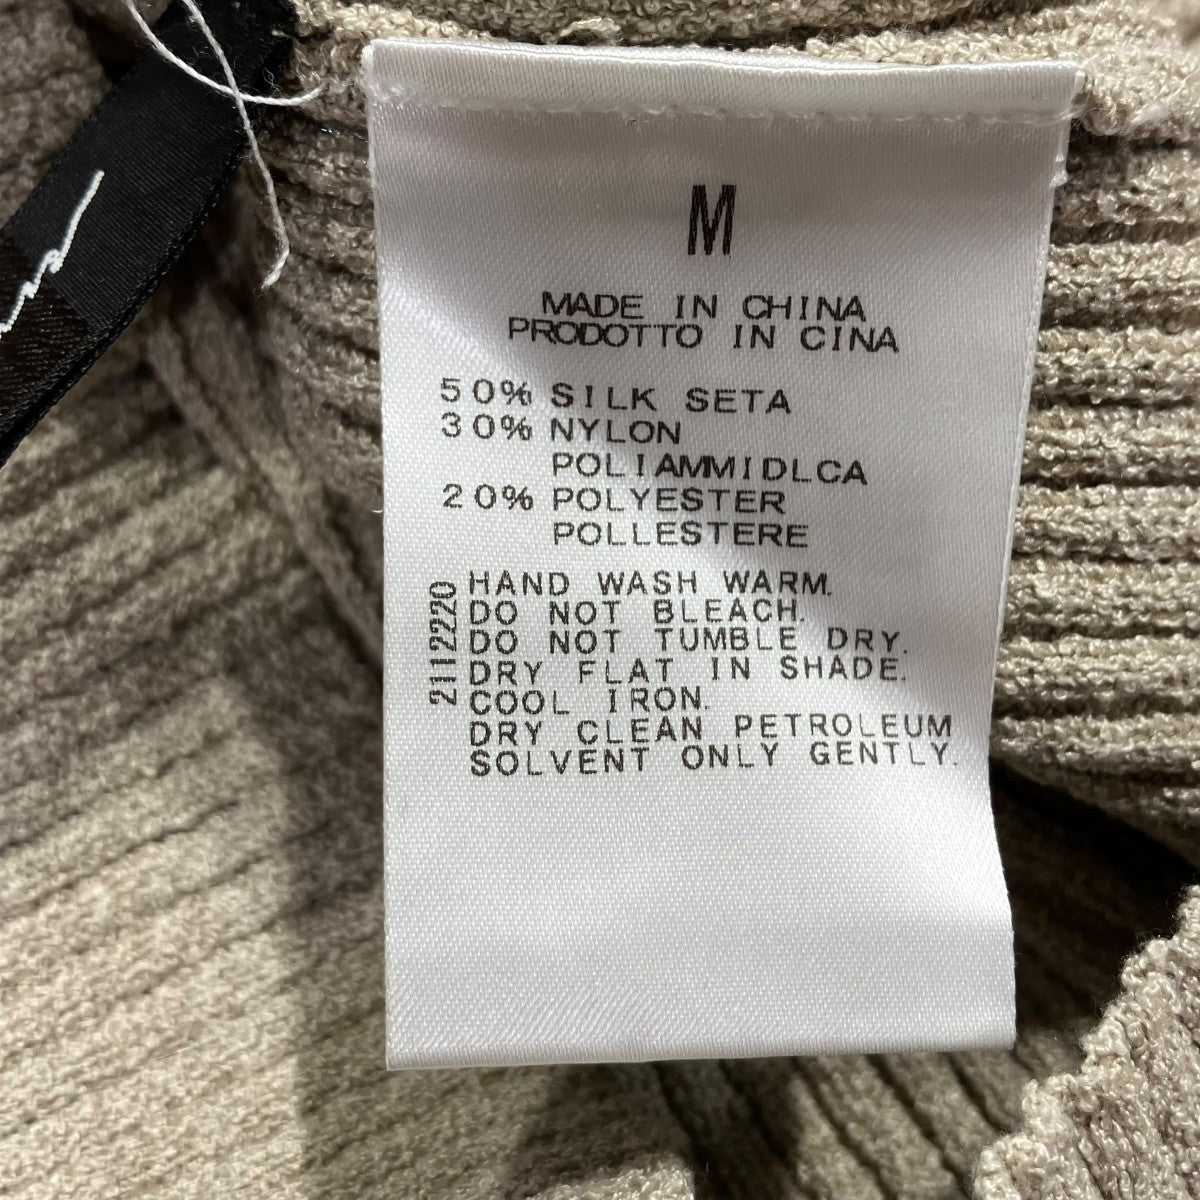 M
MADE IN CHINA
PRODOTTO IN CINA
50% SILK SETA
30% NYLON
POLIAMMIDLCA
20% POLYESTER
POLLESTERE
2112220
HAND WASH WARM.
DO NOT BLEACH.
DO NOT TUMBLE DRY.
DRY FLAT IN SHADE.
COOL IRON.
DRY CLEAN PETROLEUM
SOLVENT ONLY GENTLY.